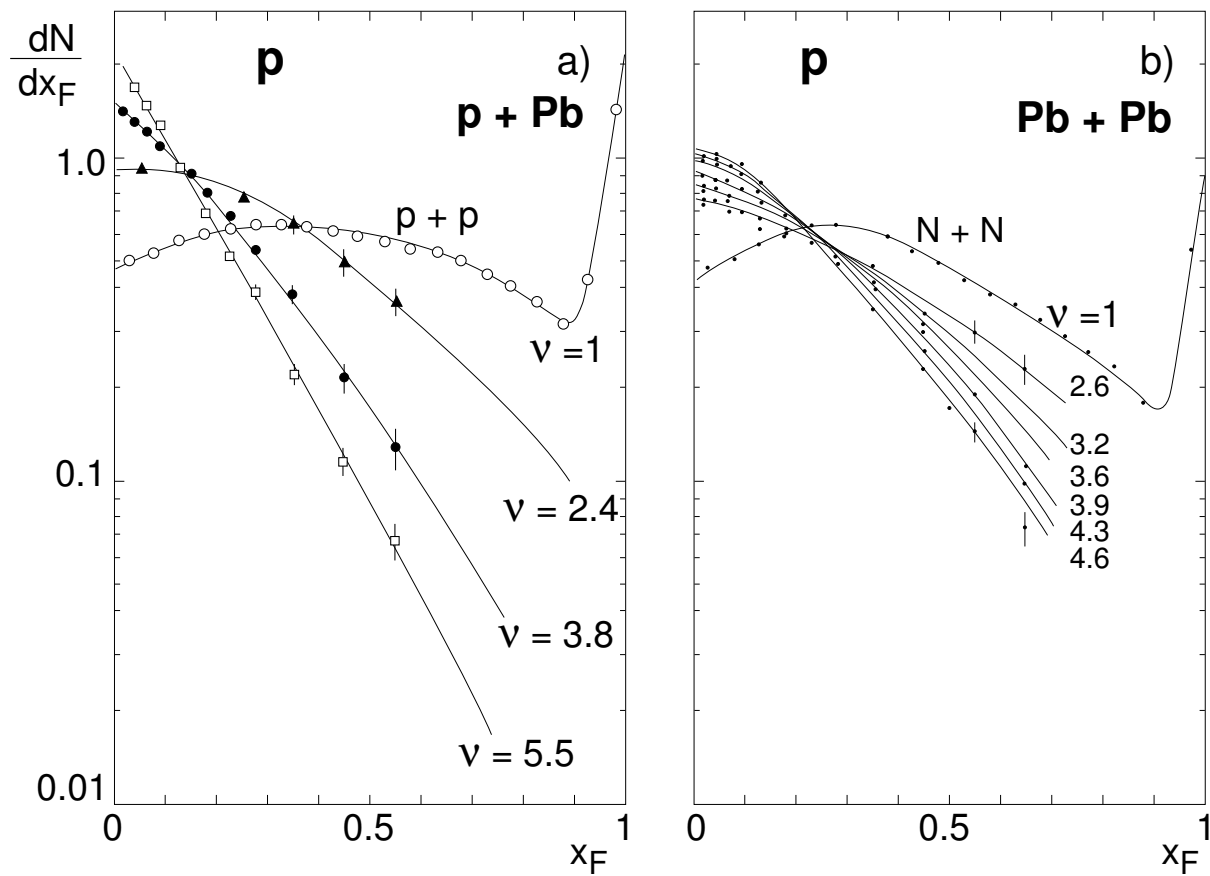 dN
dx_F
p
a)
p + Pb
1.0
p + p
ν =1
0.1
ν = 2.4
ν = 3.8
ν = 5.5
0.01
0
0.5
1
x_F
p
b)
Pb + Pb
N + N
ν=1
2.6
3.2
3.6
3.9
4.3
4.6
0
0.5
1
x_F